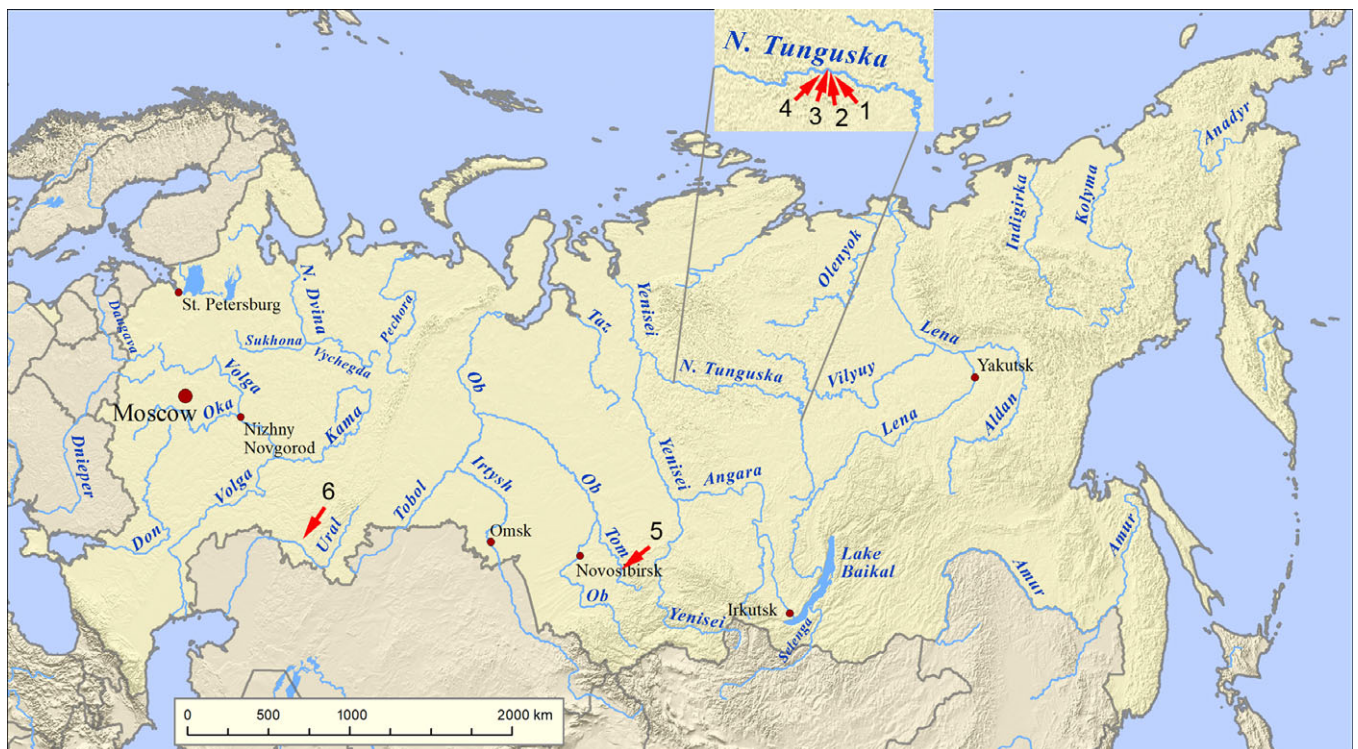 N. Tunguska
4
3
2
1
Anadyr
Indigirka
Kolyma
Olenyok
Yenisei
Taz
N. Dvina
Pechora
St. Petersburg
Daugava
Sukhona
Vychegda
Lena
Yakutsk
N. Tunguska
Vilyuy
Volga
Ob
Moscow
Oka
Nizhny
Novgorod
Kama
Lena
Aldan
Dnieper
Yenisei
Angara
Irtysh
Ob
Volga
Tobol
6
Ural
Don
Omsk
Tom
5
Novosibirsk
Ob
Lake
Baikal
Amur
Amur
Yenisei
Irkutsk
Selenga
0 500 1000 2000 km